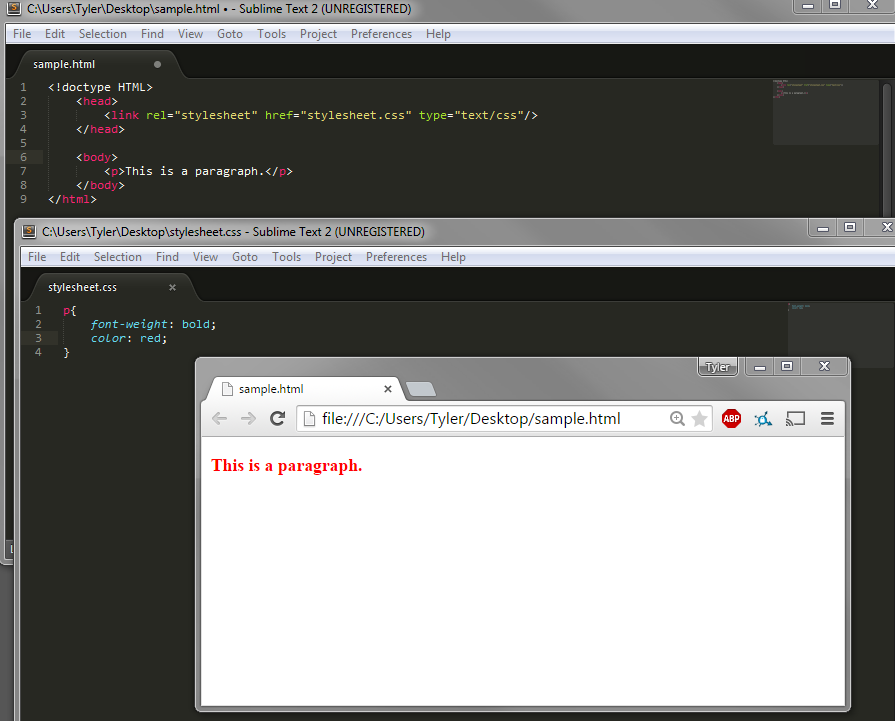 C:\Users\Tyler\Desktop\sample.html • - Sublime Text 2 (UNREGISTERED)
File Edit Selection Find View Goto Tools Project Preferences Help
sample.html
1 <!doctype HTML>
2 <head>
3 <link rel="stylesheet" href="stylesheet.css" type="text/css"/>
4 </head>
5
6 <body>
7 <p>This is a paragraph.</p>
8 </body>
9 </html>
C:\Users\Tyler\Desktop\stylesheet.css - Sublime Text 2 (UNREGISTERED)
File Edit Selection Find View Goto Tools Project Preferences Help
stylesheet.css
1 p{
2 font-weight: bold;
3 color: red;
4 }
Tyler
sample.html
file:///C:/Users/Tyler/Desktop/sample.html ABP
This is a paragraph.